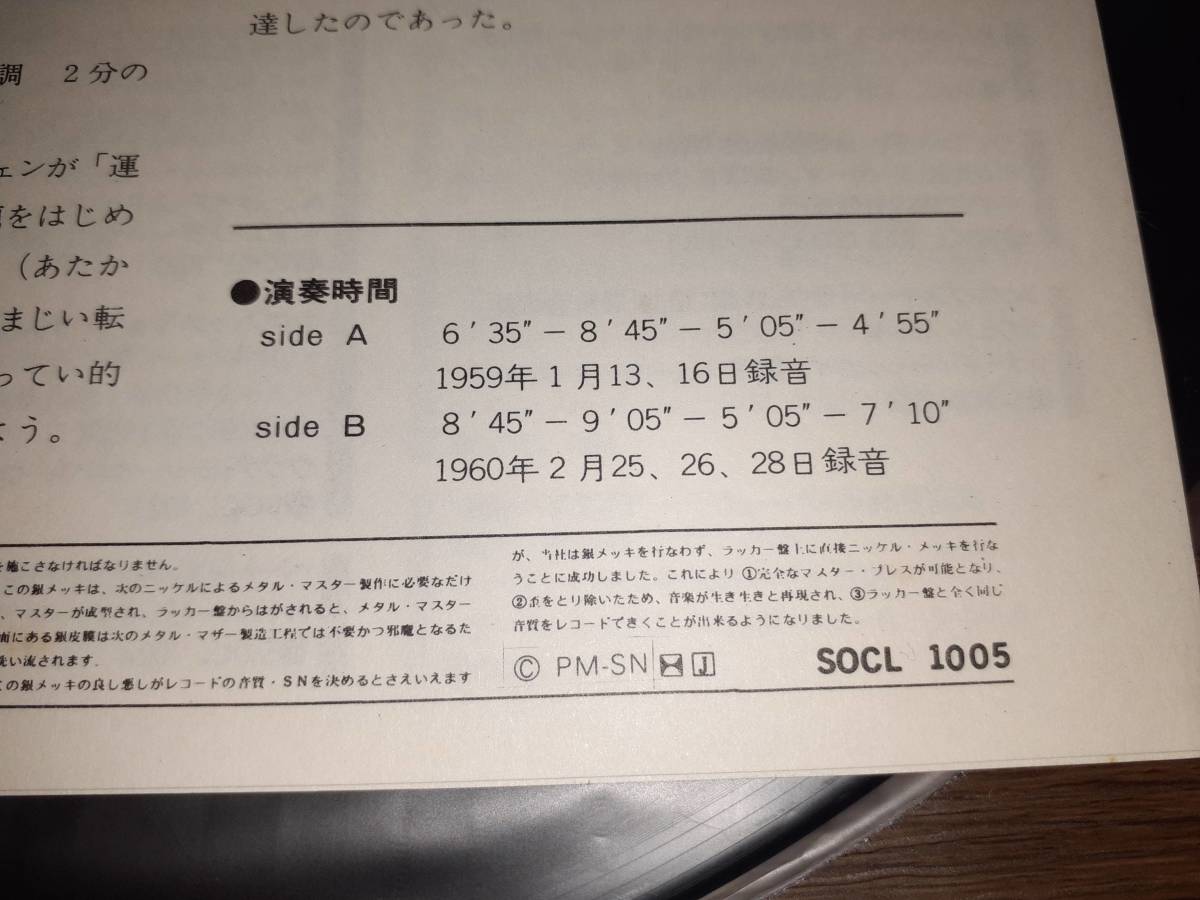 達したのであった。
調　2分の
ェンが「運
をはじめ
（あたか
まじい転
ってい的
よう。
●演奏時間
side A 6′35″－8′45″－5′05″－4′55″
1959年1月13、16日録音
side B 8′45″－9′05″－5′05″－7′10″
1960年2月25、26、28日録音
を施こさなければなりません。
この銀メッキは、次のニッケルによるメタル・マスター製作に必要なだけ
、マスターが成型され、ラッカー盤からはがされると、メタル・マスター
面にある銀皮膜は次のメタル・マザー製造工程では不要かつ邪魔となるた
洗い流されます.
この銀メッキの良し悪しがレコードの音質・SNを決めるとさえいえます
が、当社は銀メッキを行なわず、ラッカー盤上に直接ニッケル・メッキを行な
うことに成功しました。これにより ①完全なマスター・プレスが可能となり、
②歪をとり除いたため、音楽が生き生きと再現され、③ラッカー盤と全く同じ
音質をレコードできくことが出来るようになりました。
Ⓒ PM-SN J
SOCL 1005